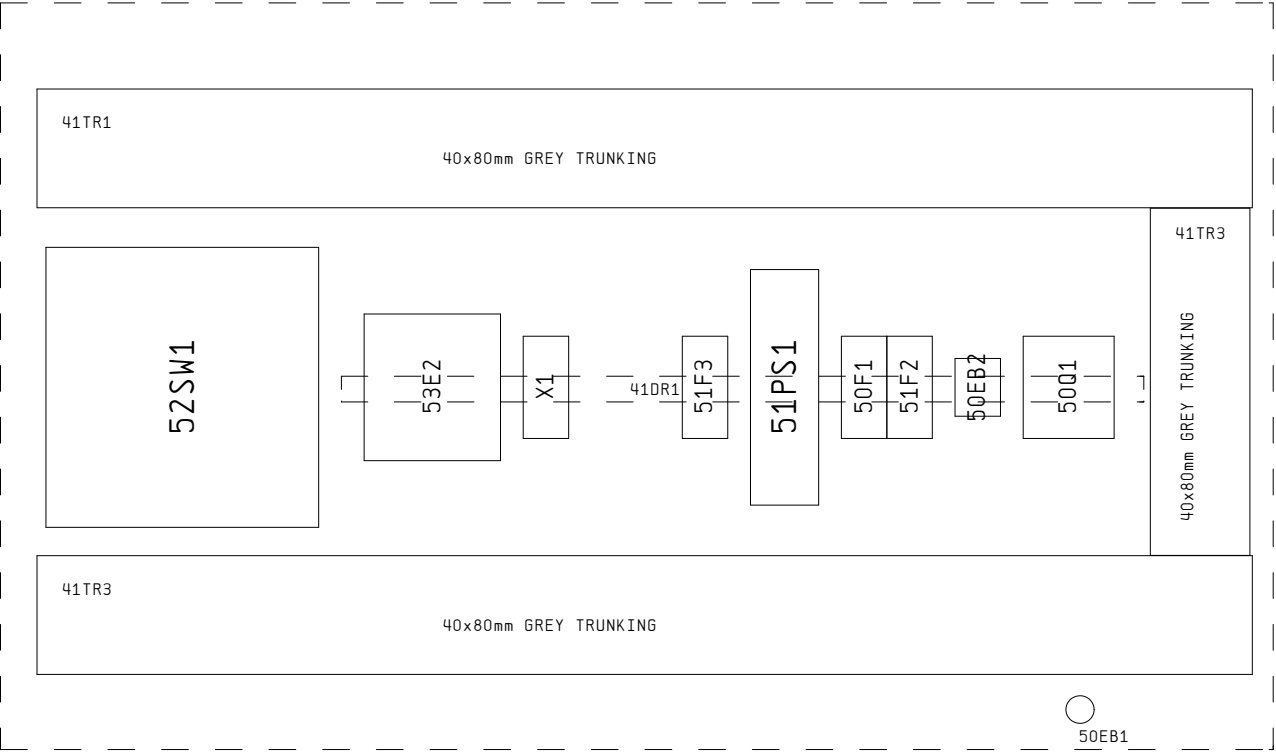 41TR1
40x80mm GREY TRUNKING
41TR3
40x80mm GREY TRUNKING
52SW1
53E2
X1
41DR1
51F3
51PS1
50F1
51F2
50EB2
50Q1
41TR3
40x80mm GREY TRUNKING
50EB1